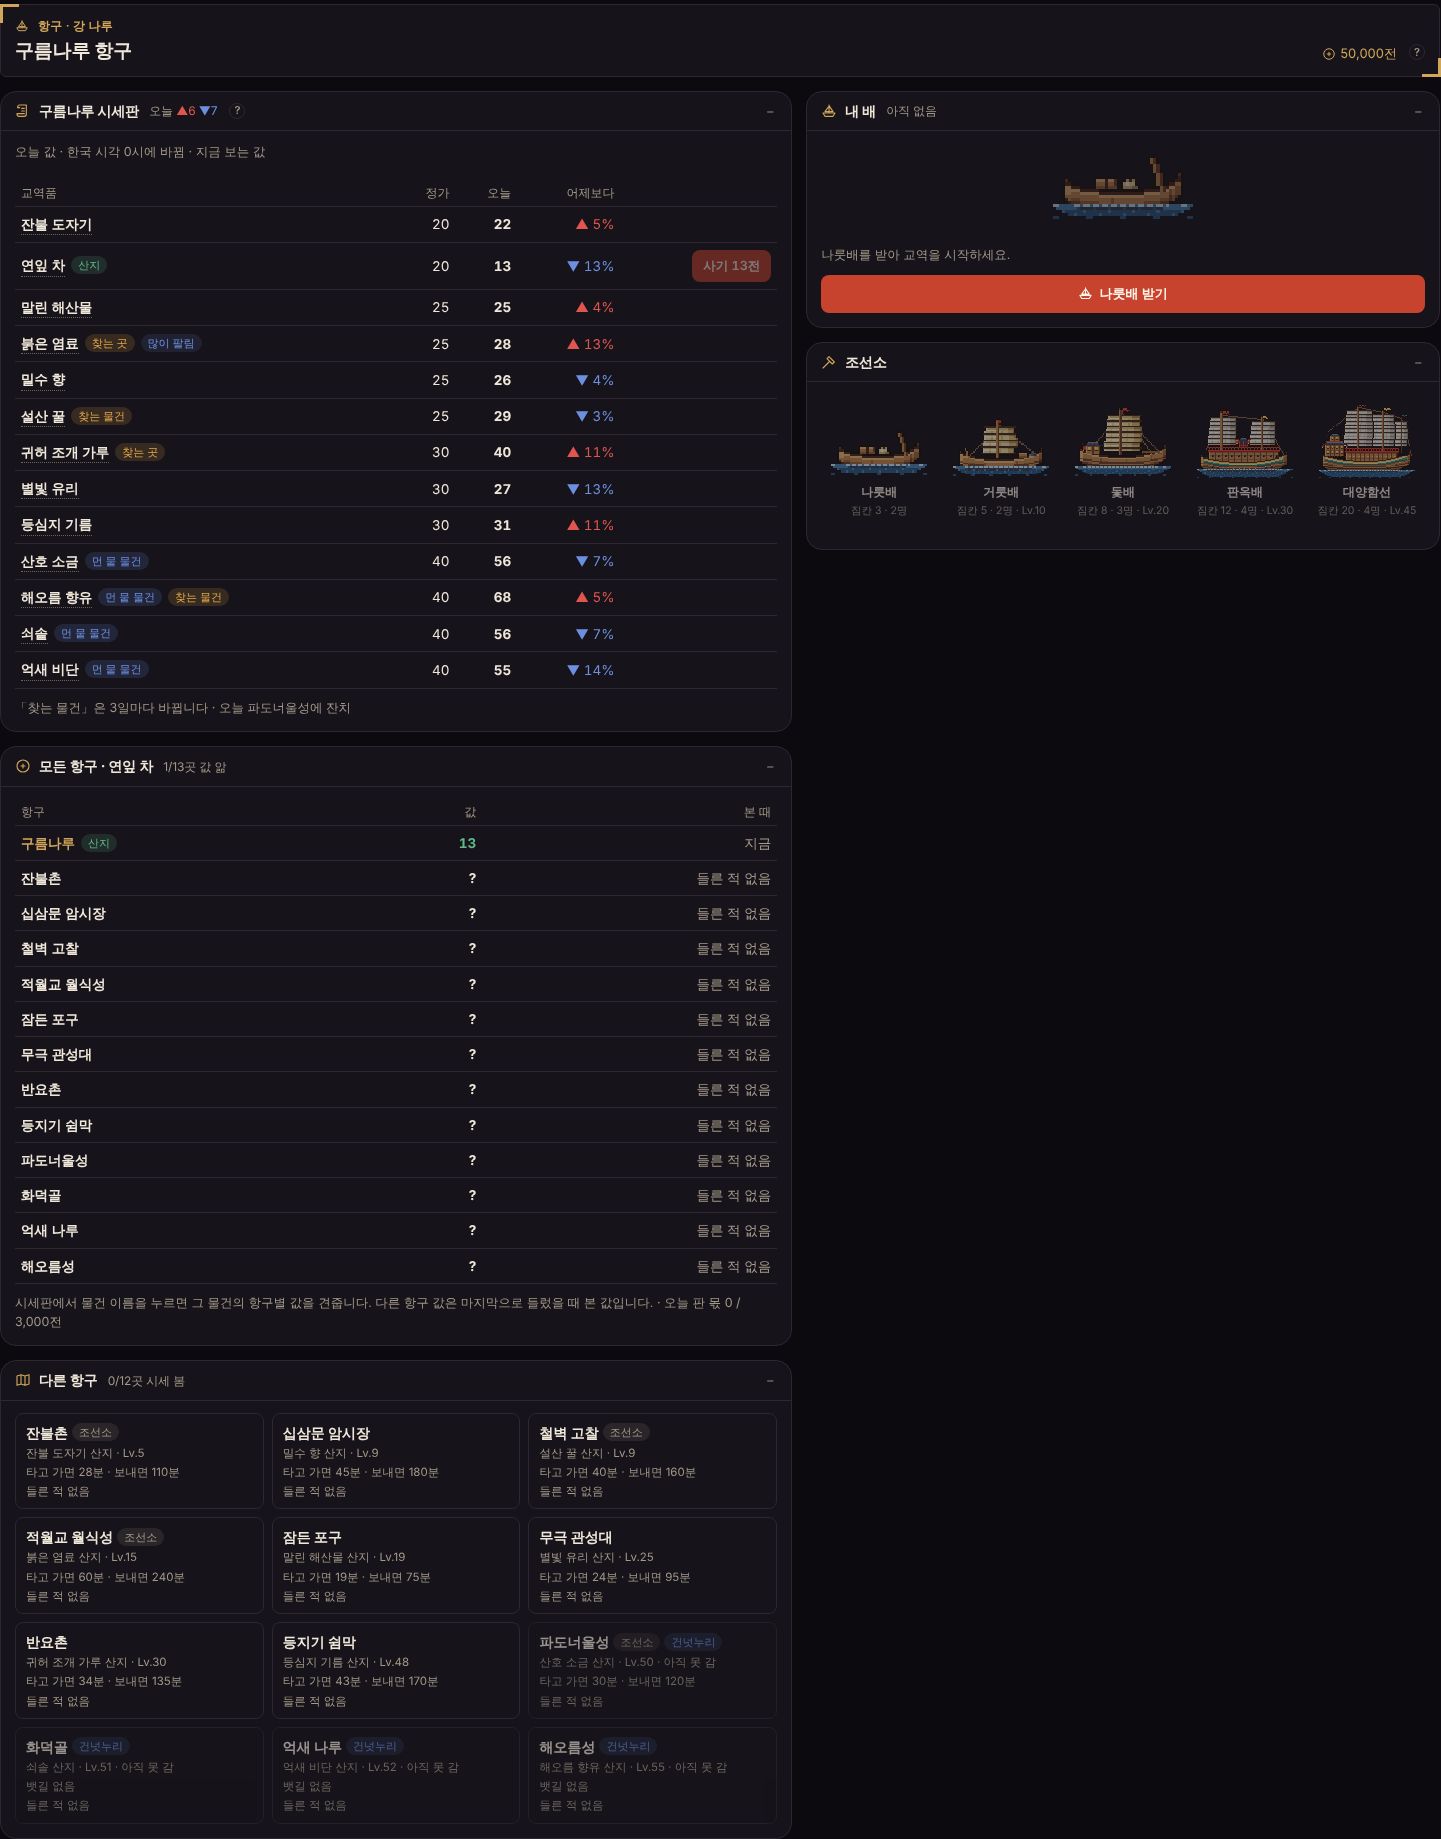 항구 · 강 나루
구름나루 항구
50,000전 ?
구름나루 시세판 오늘 ▲6 ▼7 ? −
오늘 값 · 한국 시각 0시에 바뀜 · 지금 보는 값
교역품 정가 오늘 어제보다
잔불 도자기 20 22 ▲ 5%
연잎 차 산지 20 13 ▼ 13% 사기 13전
말린 해산물 25 25 ▲ 4%
붉은 염료 찾는 곳 많이 팔림 25 28 ▲ 13%
밀수 향 25 26 ▼ 4%
설산 꿀 찾는 물건 25 29 ▼ 3%
귀허 조개 가루 찾는 곳 30 40 ▲ 11%
별빛 유리 30 27 ▼ 13%
등심지 기름 30 31 ▲ 11%
산호 소금 먼 뭍 물건 40 56 ▼ 7%
해오름 향유 먼 뭍 물건 찾는 물건 40 68 ▲ 5%
쇠솥 먼 뭍 물건 40 56 ▼ 7%
억새 비단 먼 뭍 물건 40 55 ▼ 14%
「찾는 물건」은 3일마다 바뀝니다 · 오늘 파도너울성에 잔치
모든 항구 · 연잎 차 1/13곳 값 앎 −
항구 값 본 때
구름나루 산지 13 지금
잔불촌 ? 들른 적 없음
십삼문 암시장 ? 들른 적 없음
철벽 고찰 ? 들른 적 없음
적월교 월식성 ? 들른 적 없음
잠든 포구 ? 들른 적 없음
무극 관성대 ? 들른 적 없음
반요촌 ? 들른 적 없음
등지기 쉼막 ? 들른 적 없음
파도너울성 ? 들른 적 없음
화덕골 ? 들른 적 없음
억새 나루 ? 들른 적 없음
해오름성 ? 들른 적 없음
시세판에서 물건 이름을 누르면 그 물건의 항구별 값을 견줍니다. 다른 항구 값은 마지막으로 들렀을 때 본 값입니다. · 오늘 판 몫 0 /
3,000전
다른 항구 0/12곳 시세 봄 −
잔불촌 조선소
잔불 도자기 산지 · Lv.5
타고 가면 28분 · 보내면 110분
들른 적 없음
십삼문 암시장
밀수 향 산지 · Lv.9
타고 가면 45분 · 보내면 180분
들른 적 없음
철벽 고찰 조선소
설산 꿀 산지 · Lv.9
타고 가면 40분 · 보내면 160분
들른 적 없음
적월교 월식성 조선소
붉은 염료 산지 · Lv.15
타고 가면 60분 · 보내면 240분
들른 적 없음
잠든 포구
말린 해산물 산지 · Lv.19
타고 가면 19분 · 보내면 75분
들른 적 없음
무극 관성대
별빛 유리 산지 · Lv.25
타고 가면 24분 · 보내면 95분
들른 적 없음
반요촌
귀허 조개 가루 산지 · Lv.30
타고 가면 34분 · 보내면 135분
들른 적 없음
등지기 쉼막
등심지 기름 산지 · Lv.48
타고 가면 43분 · 보내면 170분
들른 적 없음
파도너울성 조선소 건넛누리
산호 소금 산지 · Lv.50 · 아직 못 감
타고 가면 30분 · 보내면 120분
들른 적 없음
화덕골 건넛누리
쇠솥 산지 · Lv.51 · 아직 못 감
뱃길 없음
들른 적 없음
억새 나루 건넛누리
억새 비단 산지 · Lv.52 · 아직 못 감
뱃길 없음
들른 적 없음
해오름성 건넛누리
해오름 향유 산지 · Lv.55 · 아직 못 감
뱃길 없음
들른 적 없음
내 배 아직 없음 −
나룻배를 받아 교역을 시작하세요.
나룻배 받기
조선소 −
나룻배
짐칸 3 · 2명
거룻배
짐칸 5 · 2명 · Lv.10
돛배
짐칸 8 · 3명 · Lv.20
판옥배
짐칸 12 · 4명 · Lv.30
대양함선
짐칸 20 · 4명 · Lv.45